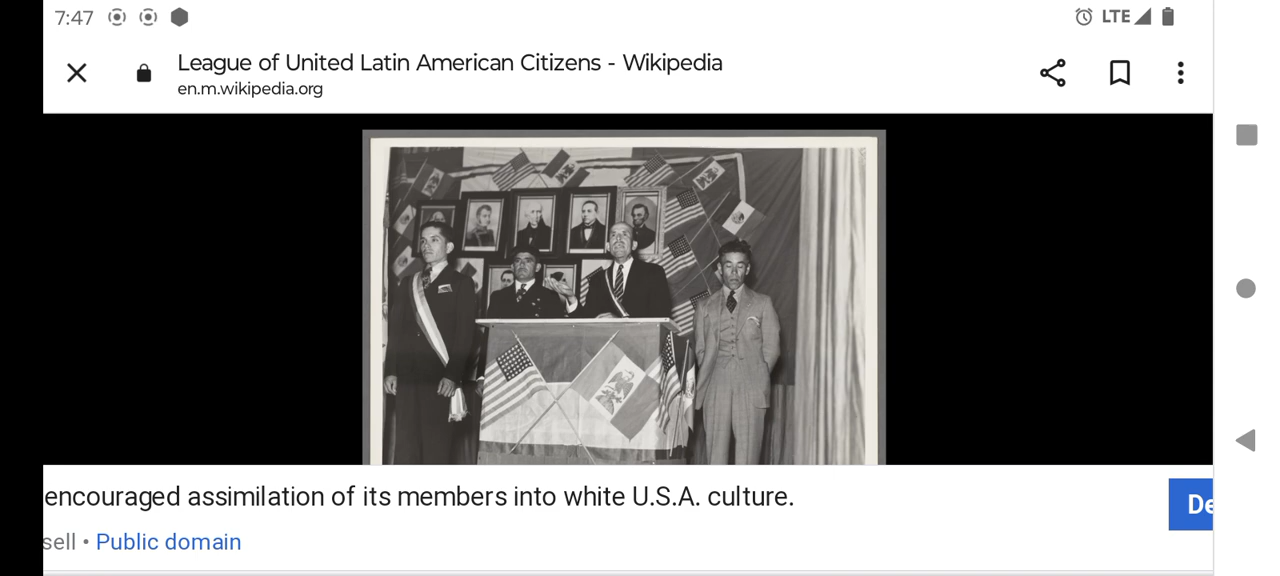 7:47 LTE
League of United Latin American Citizens - Wikipedia
en.m.wikipedia.org
encouraged assimilation of its members into white U.S.A. culture.
sell • Public domain
De